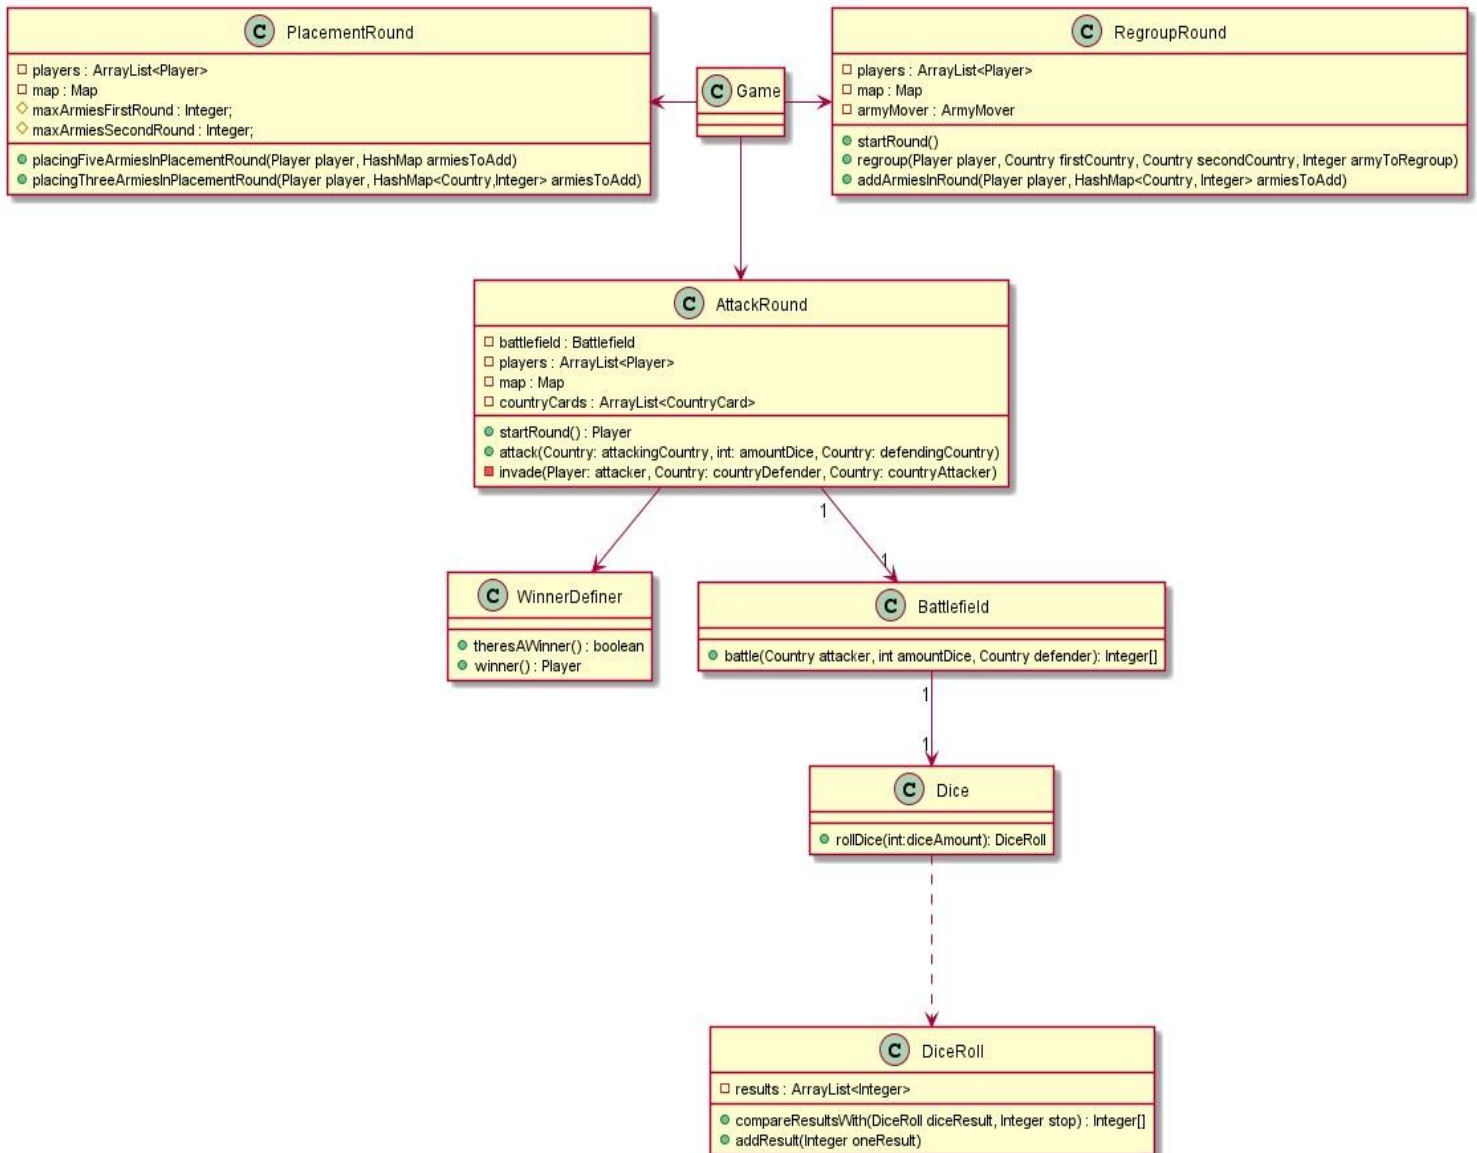 C PlacementRound
players : ArrayList<Player>
map : Map
maxArmiesFirstRound : Integer;
maxArmiesSecondRound : Integer;
placingFiveArmiesInPlacementRound(Player player, HashMap armiesToAdd)
placingThreeArmiesInPlacementRound(Player player, HashMap<Country,Integer> armiesToAdd)
C Game
C RegroupRound
players : ArrayList<Player>
map : Map
armyMover : ArmyMover
startRound()
regroup(Player player, Country firstCountry, Country secondCountry, Integer armyToRegroup)
addArmiesInRound(Player player, HashMap<Country, Integer> armiesToAdd)
C AttackRound
battlefield : Battlefield
players : ArrayList<Player>
map : Map
countryCards : ArrayList<CountryCard>
startRound() : Player
attack(Country: attackingCountry, int: amountDice, Country: defendingCountry)
invade(Player: attacker, Country: countryDefender, Country: countryAttacker)
1
1
C WinnerDefiner
theresAWinner() : boolean
winner() : Player
C Battlefield
battle(Country attacker, int amountDice, Country defender): Integer[]
1
1
C Dice
rollDice(int:diceAmount): DiceRoll
C DiceRoll
results : ArrayList<Integer>
compareResultsWith(DiceRoll diceResult, Integer stop) : Integer[]
addResult(Integer oneResult)